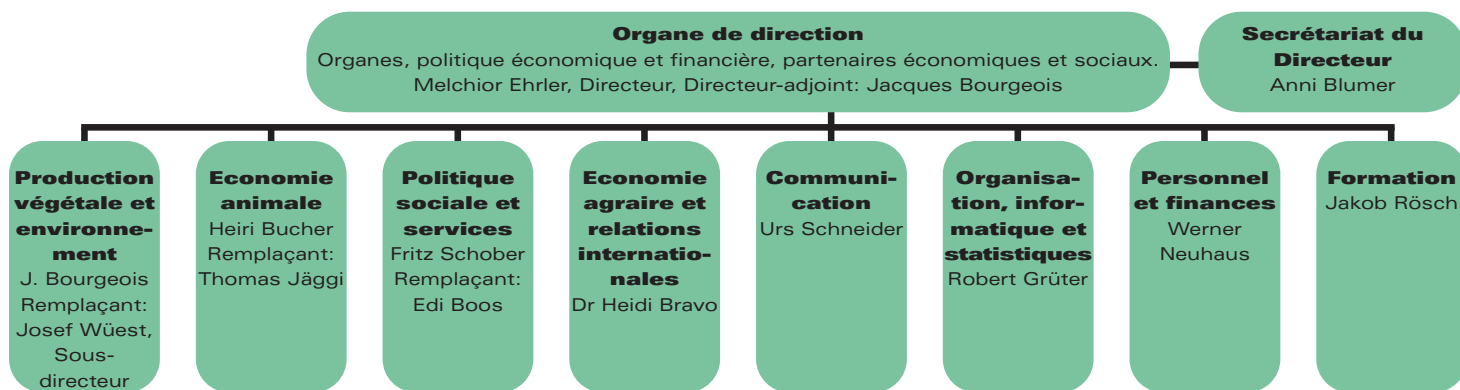 Organe de direction
Organes, politique économique et financière, partenaires économiques et sociaux.
Melchior Ehrler, Directeur, Directeur-adjoint: Jacques Bourgeois
Secrétariat du
Directeur
Anni Blumer
Production
végétale et
environne-
ment
J. Bourgeois
Remplaçant:
Josef Wüest,
Sous-
directeur
Economie
animale
Heiri Bucher
Remplaçant:
Thomas Jäggi
Politique
sociale et
services
Fritz Schober
Remplaçant:
Edi Boos
Economie
agraire et
relations
internatio-
nales
Dr Heidi Bravo
Communi-
cation
Urs Schneider
Organisa-
tion, infor-
matique et
statistiques
Robert Grüter
Personnel
et finances
Werner
Neuhaus
Formation
Jakob Rösch